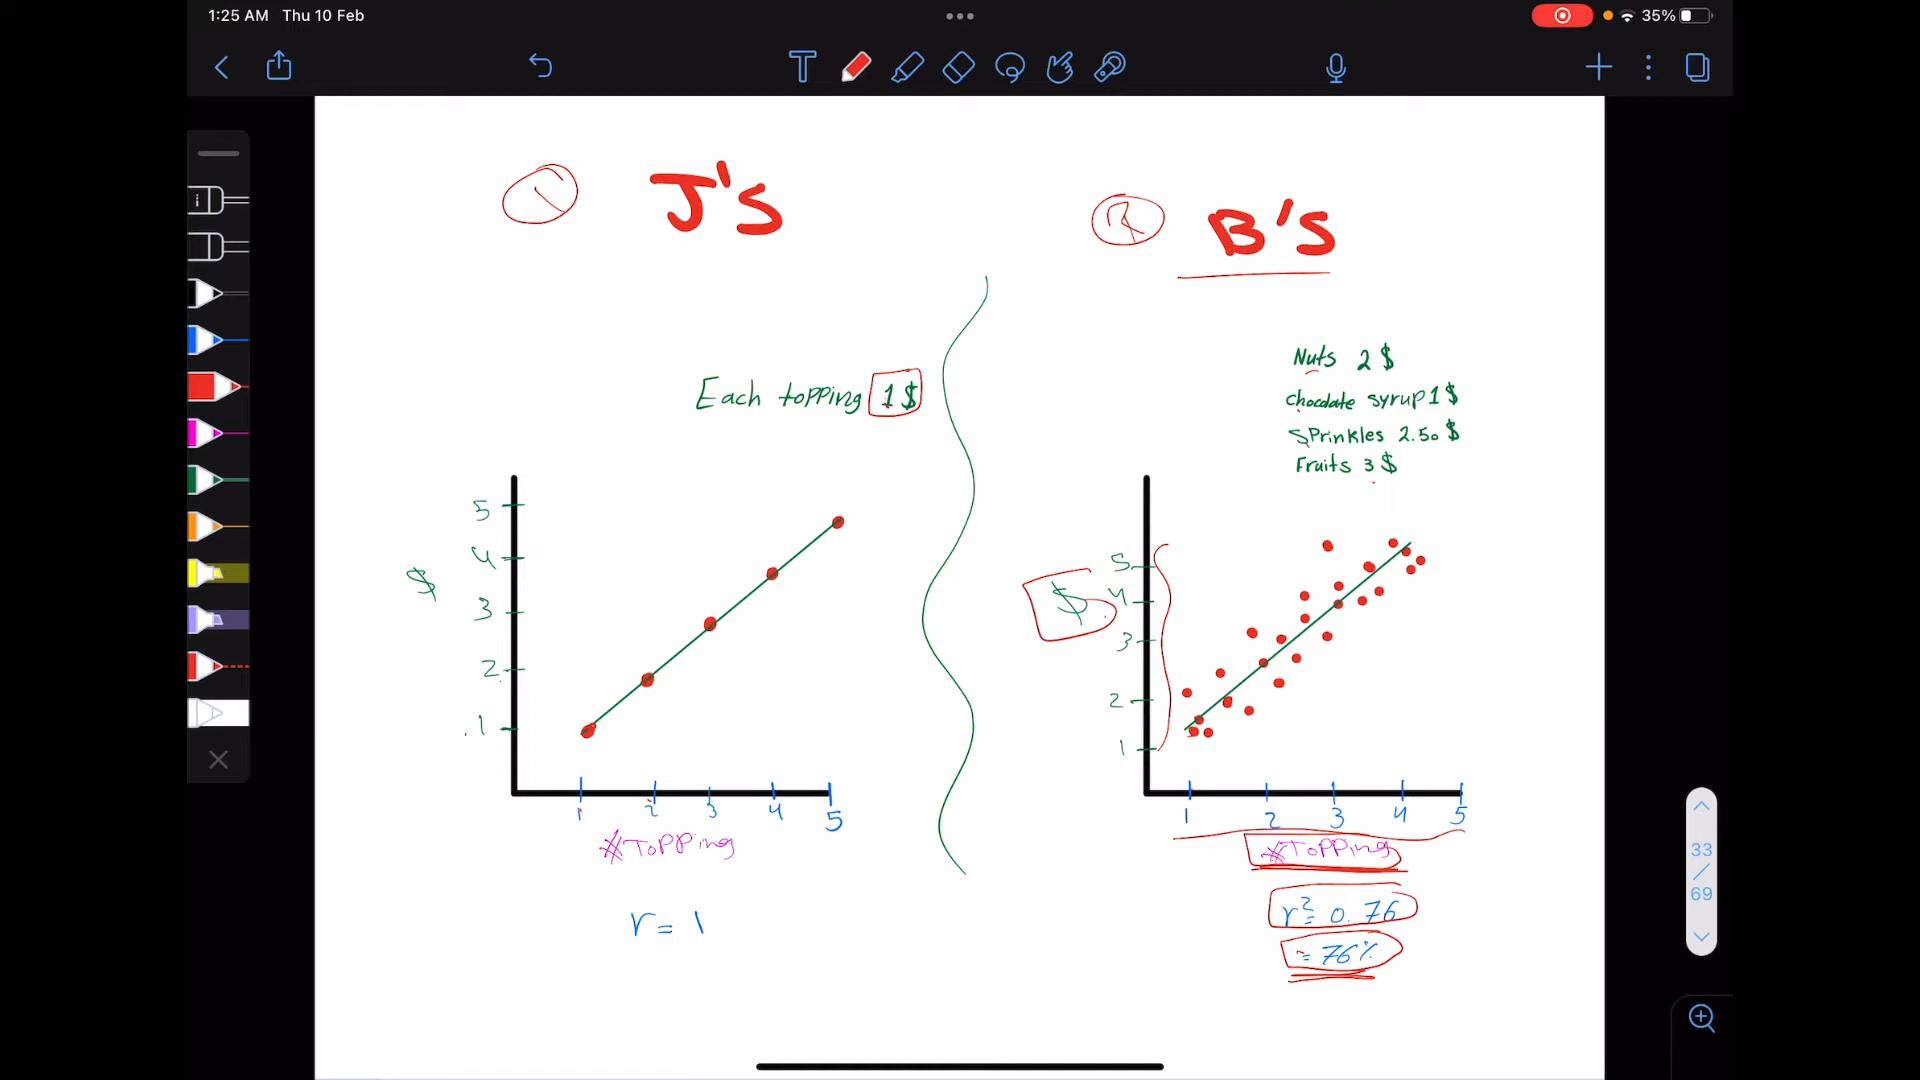 1:25 AM Thu 10 Feb
35%
1 J's
2 B's
Each topping 1$
Nuts 2$
chocolate syrup 1$
sprinkles 2.50$
Fruits 3$
$
5
4
3
2
1
1 2 3 4 5
#Topping
r = 1
$
5
4
3
2
1
1 2 3 4 5
#Topping
r² = 0.76
= 76%
33
/
69